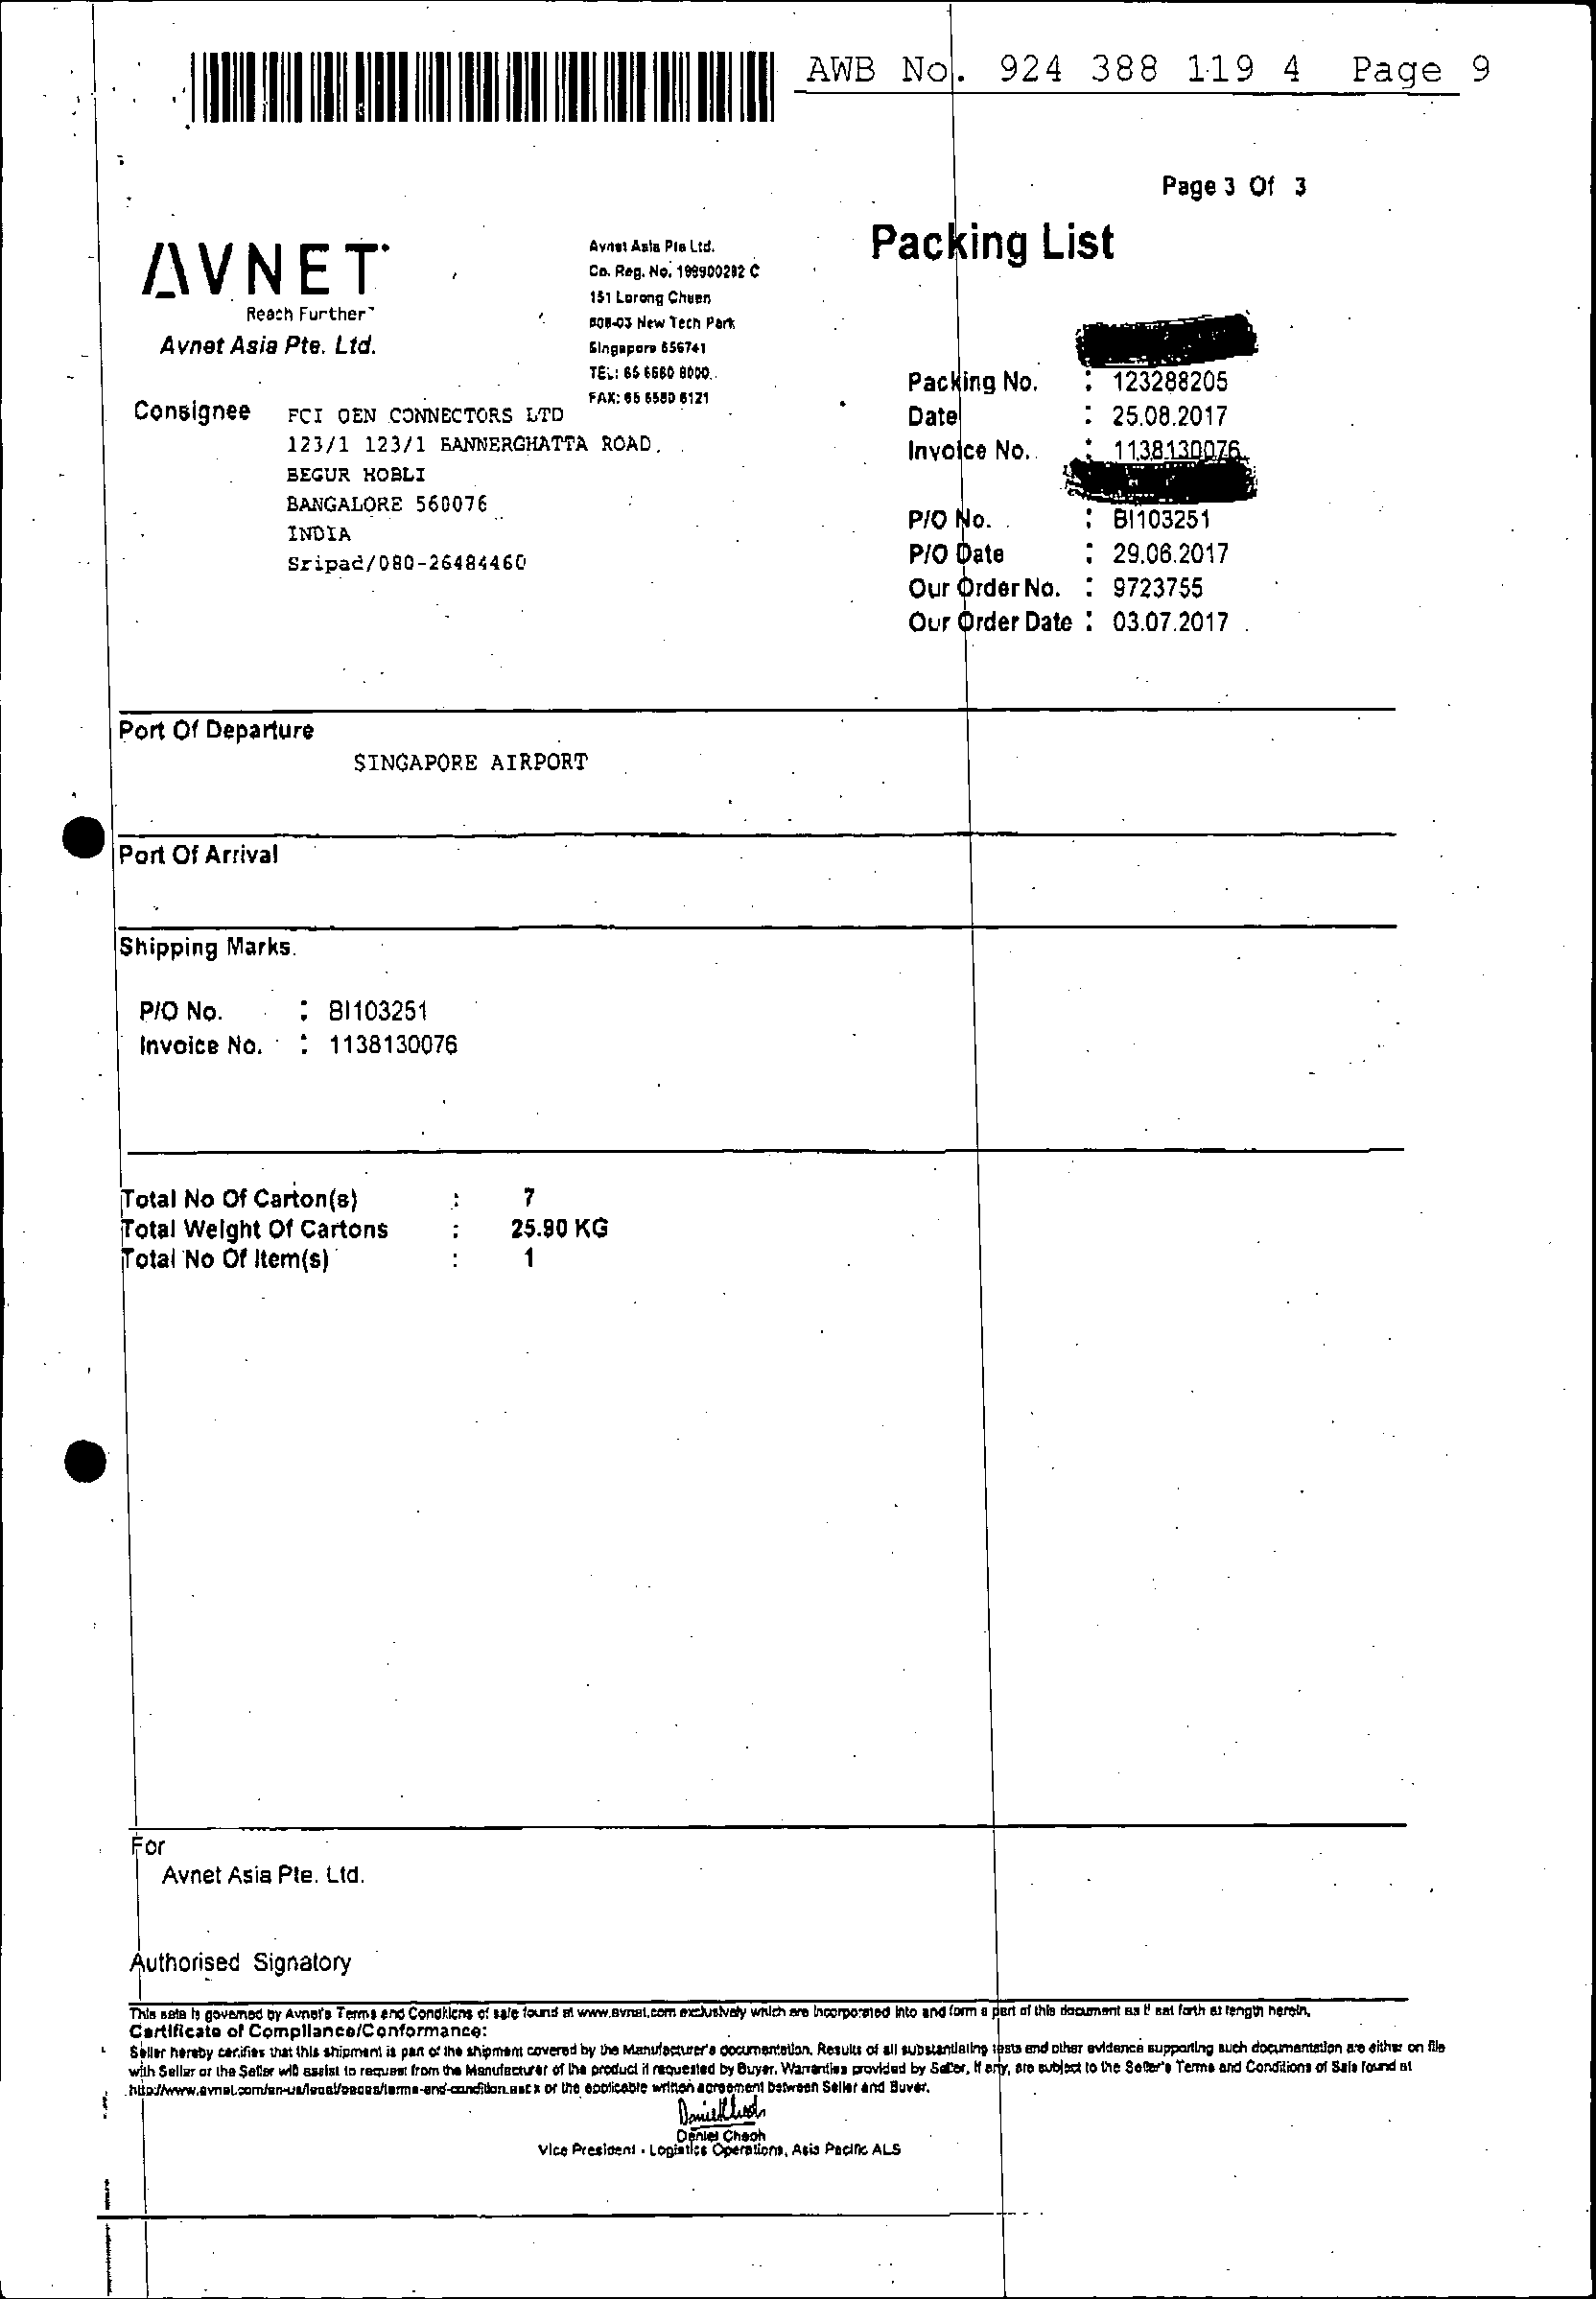 AWB No. 924 388 119 4 Page 9
Page 3 Of 3
Packing List
AVNET
Reach Further™
Avnet Asia Pte. Ltd.
Avnet Asia Pte Ltd.
Co. Reg. No. 199900292 C
151 Lorong Chuan
New Tech Park
Singapore 556741
TEL: 65 6580 8000
FAX: 65 6580 6121
Consignee
FCI OEN CONNECTORS LTD
123/1 123/1 BANNERGHATTA ROAD,
BEGUR HOBLI
BANGALORE 560076
INDIA
Sripad/080-26484460
Packing No. : 123288205
Date : 25.08.2017
Invoice No. : 1138130076
P/O No. : BI103251
P/O Date : 29.06.2017
Our Order No. : 9723755
Our Order Date : 03.07.2017
Port Of Departure
SINGAPORE AIRPORT
Port Of Arrival
Shipping Marks
P/O No. : BI103251
Invoice No. : 1138130076
Total No Of Carton(s) : 7
Total Weight Of Cartons : 25.90 KG
Total No Of Item(s) : 1
For
Avnet Asia Pte. Ltd.
Authorised Signatory
This sale is governed by Avnet's Terms and Conditions of sale found at www.avnet.com exclusively which are incorporated into and form a part of this document as if set forth at length herein.
Certificate of Compliance/Conformance:
Seller hereby certifies that this shipment is part of the shipment covered by the Manufacturer's documentation. Results of all substantiating tests and other evidence supporting such documentation are either on file
with Seller or the Seller will assist to request from the Manufacturer of the product if requested by Buyer. Warranties provided by Seller, if any, are subject to the Seller's Terms and Conditions of Sale found at
http://www.avnet.com/en-us/legal/pages/terms-and-condition.aspx or the applicable written agreement between Seller and Buyer.
Daniel Cheoh
Vice President - Logistics Operations, Asia Pacific ALS